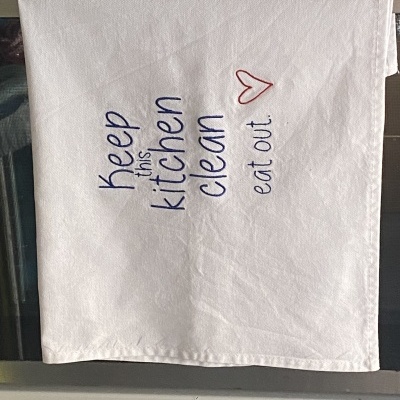 Keep
this
kitchen
clean
eat out.